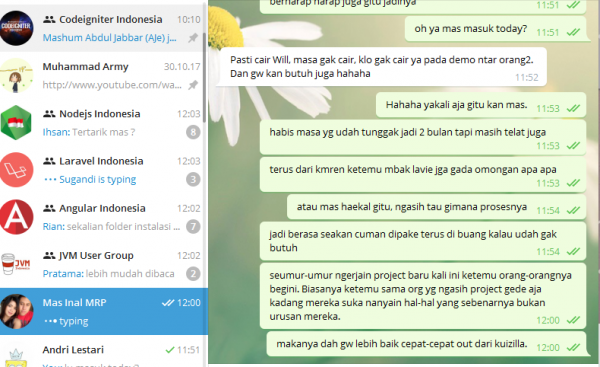 Codeigniter Indonesia 10:10
Mashum Abdul Jabbar (AJe) j...
Muhammad Army 30.10.17
http://www.youtube.com/wa...
Nodejs Indonesia 12:03
Ihsan: Tertarik mas ? 8
Laravel Indonesia 12:03
Sugandi is typing 3
Angular Indonesia 12:03
Rian: sekalian folder instalasi ... 7
JVM User Group 12:02
Pratama: lebih mudah dibaca 2
Mas Inal MRP 12:00
typing
Andri Lestari 11:51
CODEIGNITER
JVM
berharap harap juga gitu jadinya
11:51
oh ya mas masuk today?
11:51
Pasti cair Will, masa gak cair, klo gak cair ya pada demo ntar orang2.
Dan gw kan butuh juga hahaha
11:52
Hahaha yakali aja gitu kan mas.
11:53
habis masa yg udah tunggak jadi 2 bulan tapi masih telat juga
11:53
terus dari kmren ketemu mbak lavie jga gada omongan apa apa
11:53
atau mas haekal gitu, ngasih tau gimana prosesnya
11:54
jadi berasa seakan cuman dipake terus di buang kalau udah gak
butuh
11:54
seumur-umur ngerjain project baru kali ini ketemu orang-orangnya
begini. Biasanya ketemu sama org yg ngasih project gede aja
kadang mereka suka nanyain hal-hal yang sebenarnya bukan
urusan mereka.
12:00
makanya dah gw lebih baik cepat-cepat out dari kuizilla.
12:00